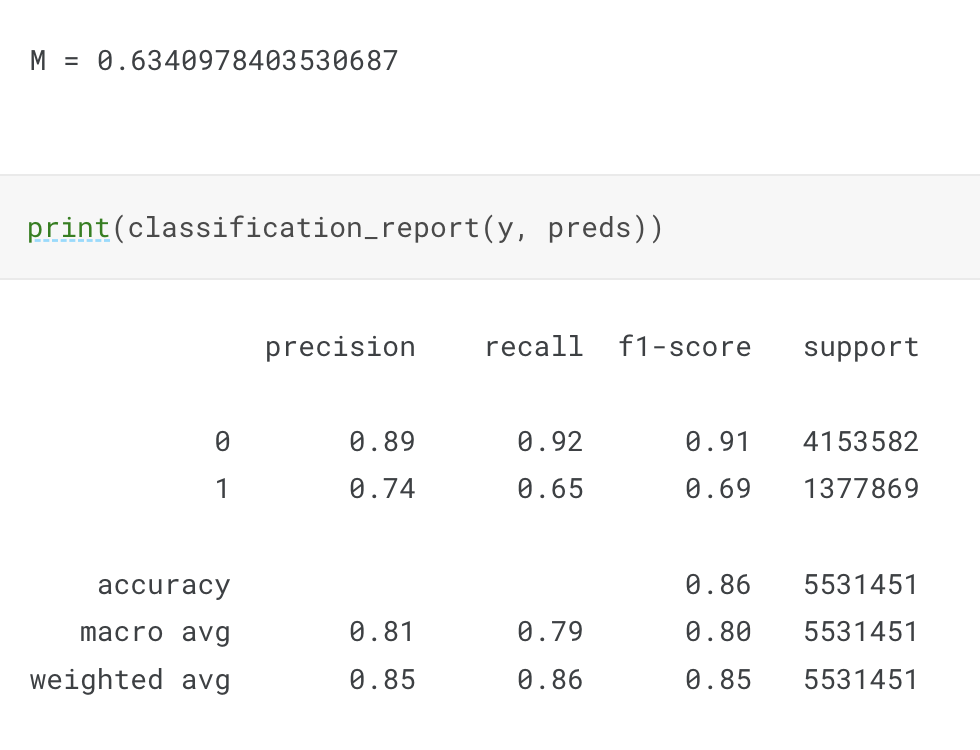 M = 0.6340978403530687
print(classification_report(y, preds))
precision recall f1-score support
0 0.89 0.92 0.91 4153582
1 0.74 0.65 0.69 1377869
accuracy 0.86 5531451
macro avg 0.81 0.79 0.80 5531451
weighted avg 0.85 0.86 0.85 5531451